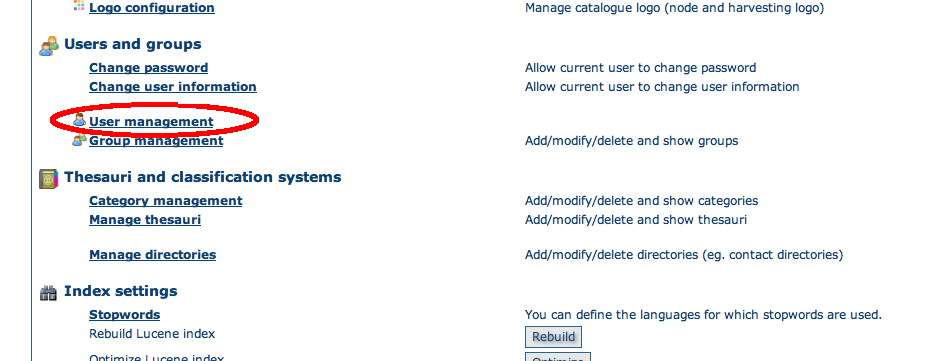 Logo configuration Manage catalogue logo (node and harvesting logo)
Users and groups
Change password Allow current user to change password
Change user information Allow current user to change user information
User management
Group management Add/modify/delete and show groups
Thesauri and classification systems
Category management Add/modify/delete and show categories
Manage thesauri Add/modify/delete and show thesauri
Manage directories Add/modify/delete directories (eg. contact directories)
Index settings
Stopwords You can define the languages for which stopwords are used.
Rebuild Lucene index Rebuild
Optimize Lucene index Optimize